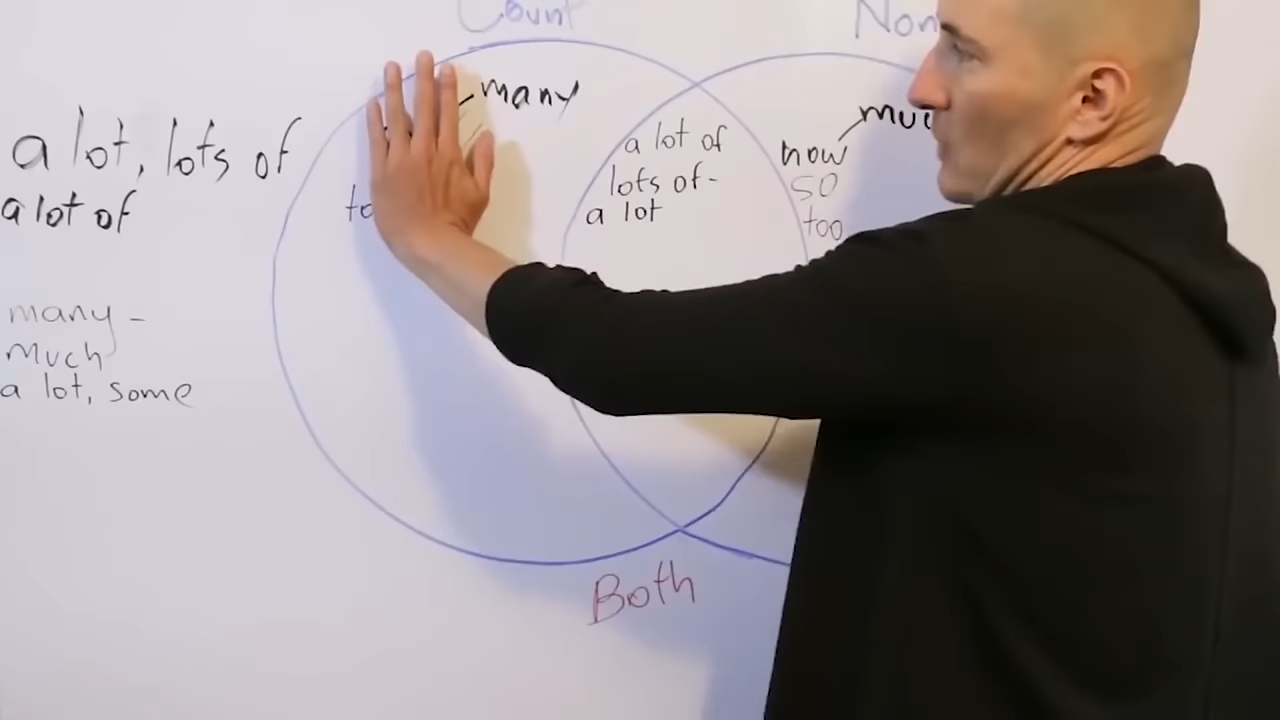 Count
Non
many
a lot, lots of
a lot of
a lot of
lots of-
a lot
to
muc
how
so
too
many -
much
a lot, some
Both